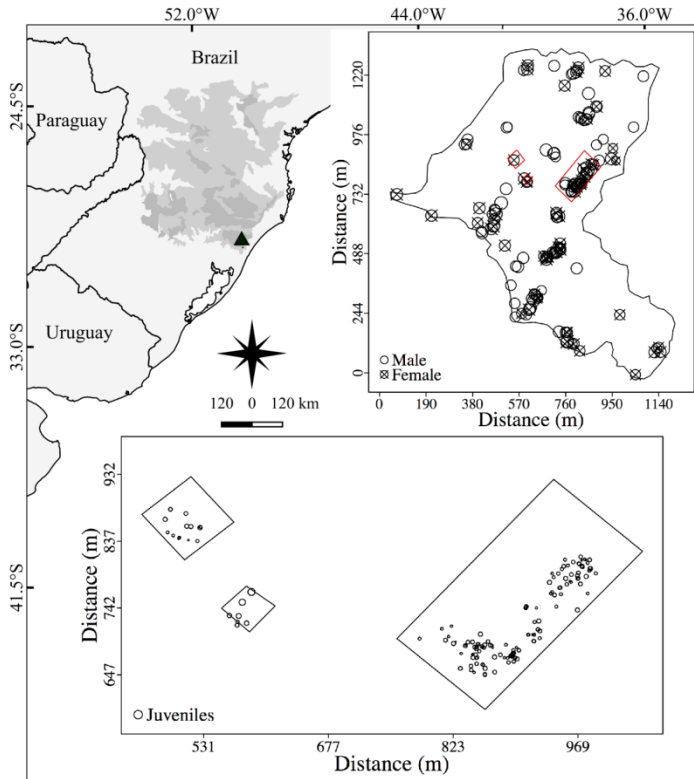 52.0°W
44.0°W
36.0°W
24.5°S
33.0°S
41.5°S
Brazil
Paraguay
Uruguay
120 0 120 km
Distance (m)
1220
976
732
488
244
0
Male
Female
0 190 380 570 760 950 1140
Distance (m)
Distance (m)
932
837
742
647
Juveniles
531 677 823 969
Distance (m)